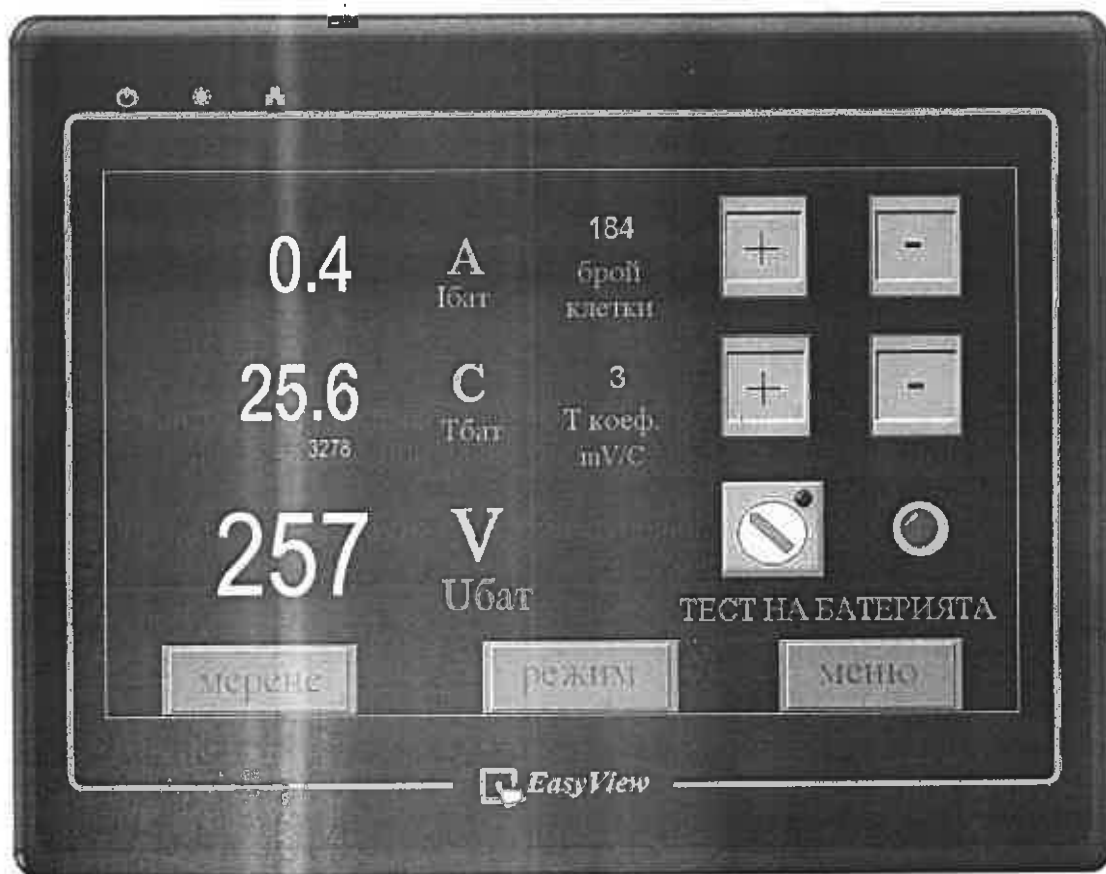 0.4
A
Iбат
184
брой
клетки
+
-
25.6
3278
C
Tбат
3
Т коеф.
mV/C
+
-
257
V
Uбат
ТЕСТ НА БАТЕРИЯТА
мерене
режим
меню
EasyView